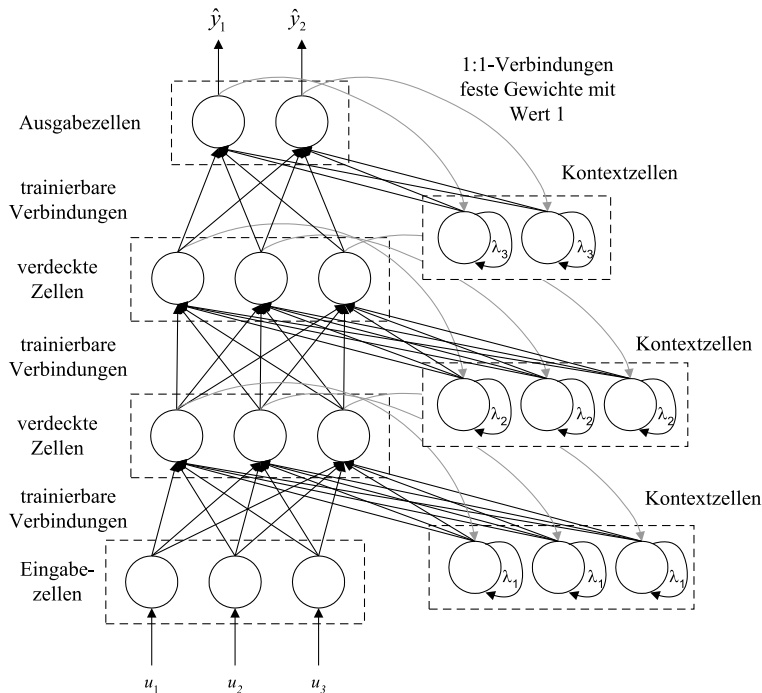 ŷ₁ ŷ₂
1:1-Verbindungen
feste Gewichte mit
Wert 1
Ausgabezellen
Kontextzellen
trainierbare
Verbindungen
λ₃ λ₃
verdeckte
Zellen
Kontextzellen
trainierbare
Verbindungen
λ₂ λ₂ λ₂
verdeckte
Zellen
Kontextzellen
trainierbare
Verbindungen
λ₁ λ₁ λ₁
Eingabe-
zellen
u₁ u₂ u₃